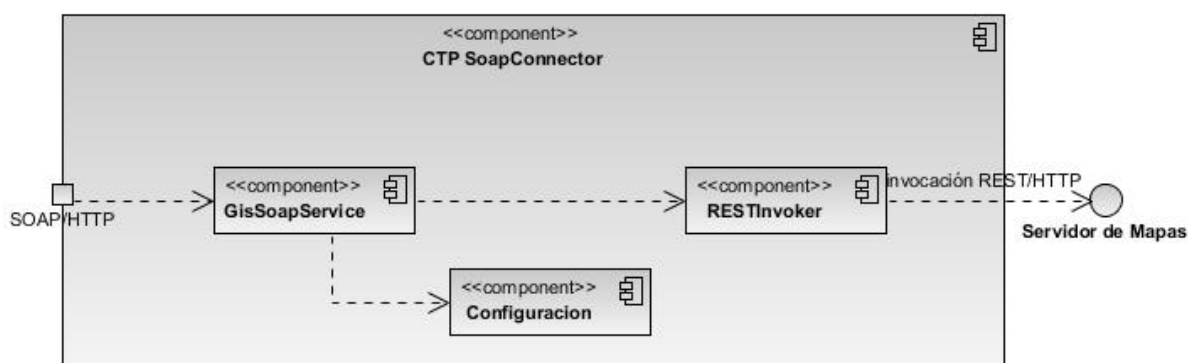 <<component>>
CTP SoapConnector
SOAP/HTTP
<<component>>
GisSoapService
<<component>>
RESTInvoker
invocación REST/HTTP
Servidor de Mapas
<<component>>
Configuracion